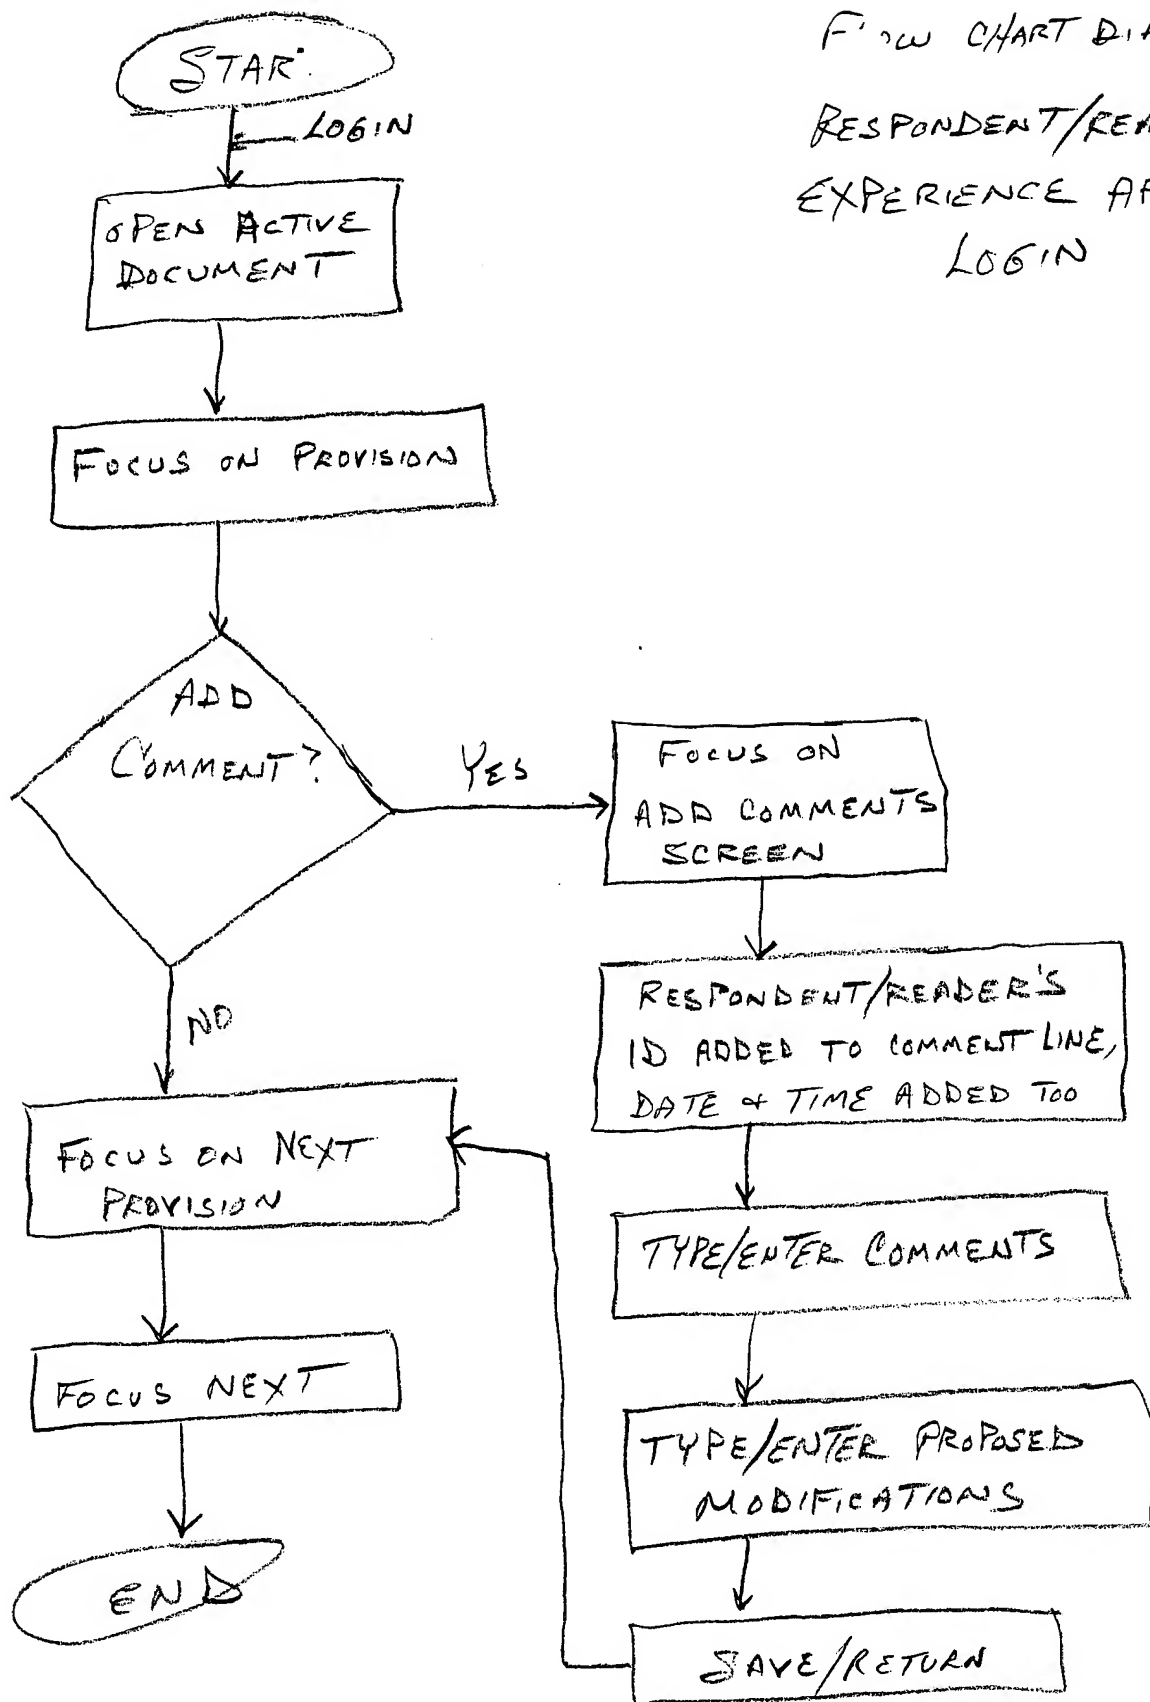 CHART
RESPONDENT/
EXPERIENCE
LOGIN
STAR
LOGIN
OPEN ACTIVE
DOCUMENT
FOCUS ON PROVISION
ADD
COMMENT?
YES
NO
FOCUS ON
ADD COMMENTS
SCREEN
RESPONDENT/READER'S
ID ADDED TO COMMENT LINE,
DATE & TIME ADDED TOO
TYPE/ENTER COMMENTS
TYPE/ENTER PROPOSED
MODIFICATIONS
SAVE/RETURN
FOCUS ON NEXT
PROVISION
FOCUS NEXT
END